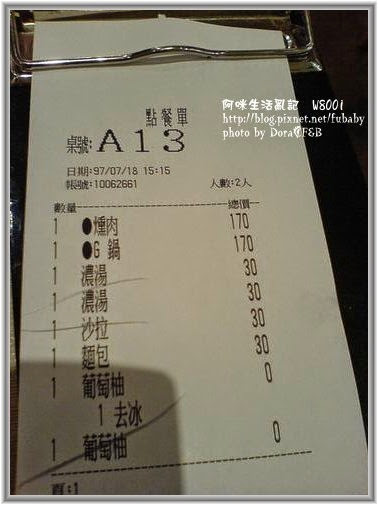 阿咪生活亂記 W8001
http://blog.pixnet.net/fubaby
photo by Dora@F&B
點餐單
桌號: A13
日期:97/07/18 15:15
帳號:10062661 人數:2人
數量 總價
1 ●燻肉 170
1 ●G 鍋 170
1 濃湯 30
1 濃湯 30
1 沙拉 30
1 麵包 30
1 葡萄柚 0
1 去冰
1 葡萄柚 0
頁:1